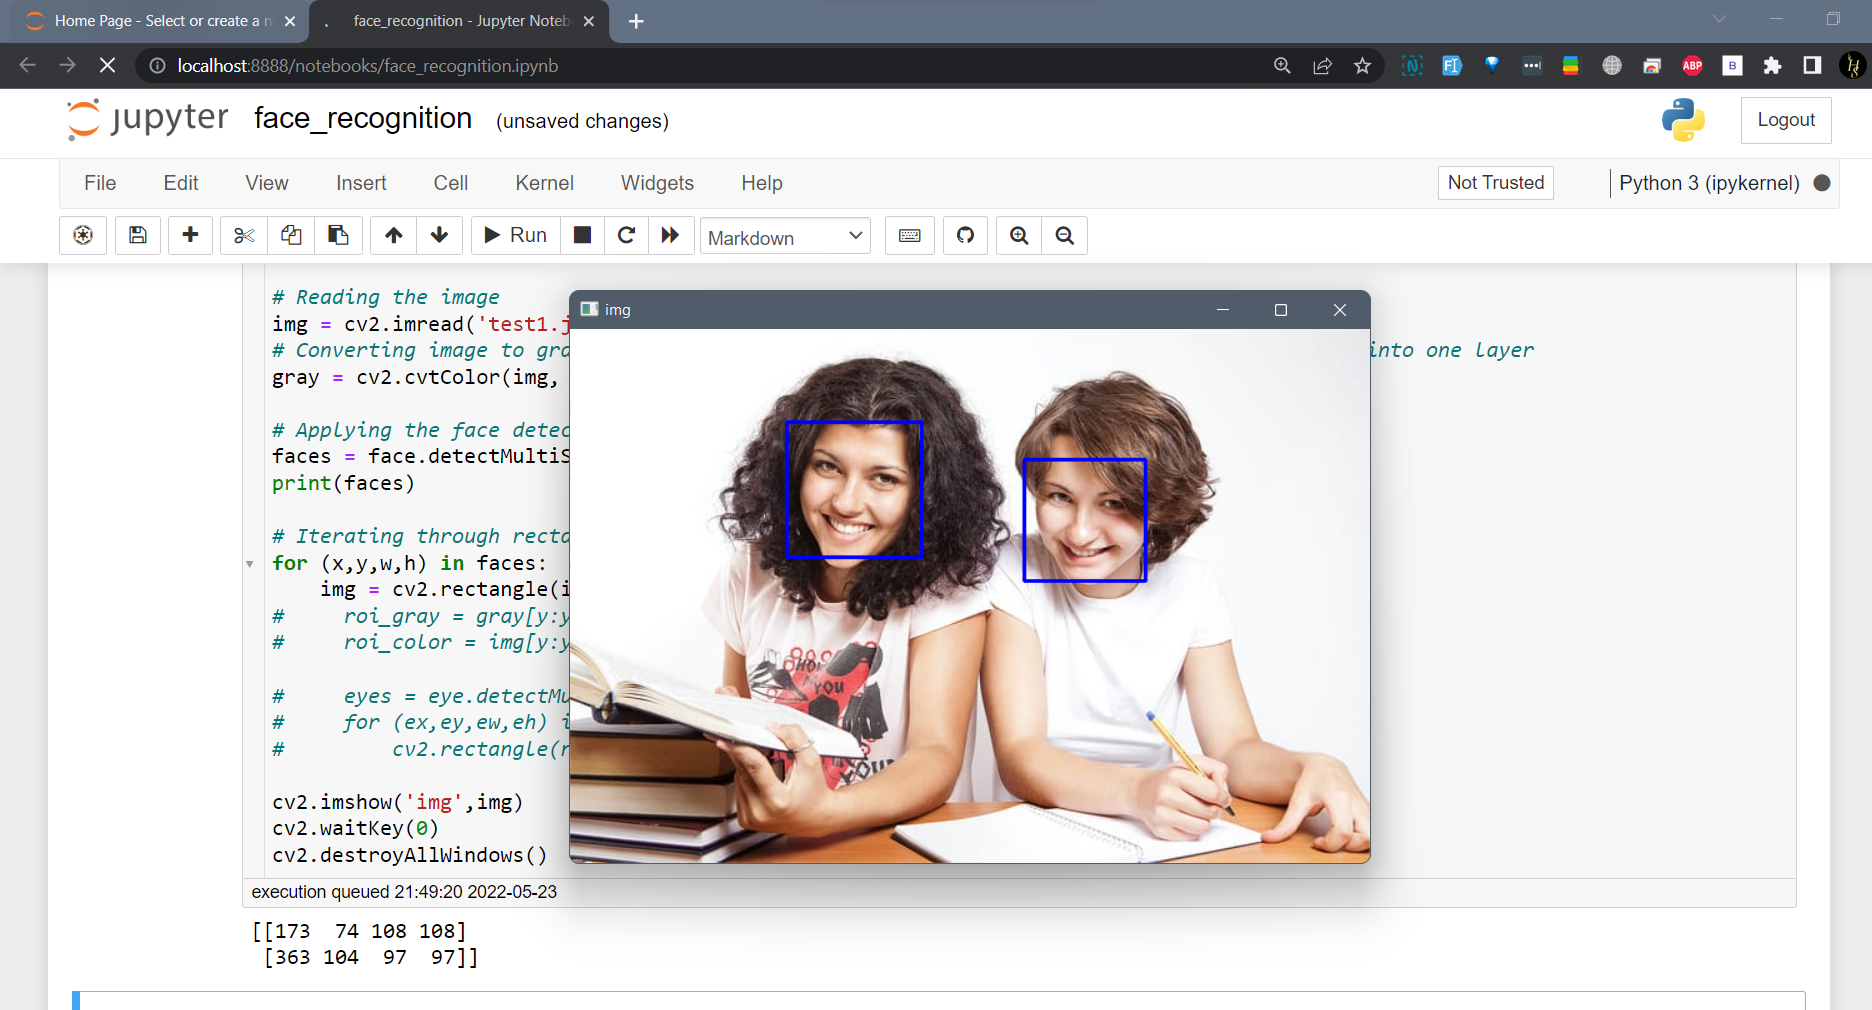 Home Page - Select or create a n
face_recognition - Jupyter Noteb
localhost:8888/notebooks/face_recognition.ipynb
ABP
B
jupyter face_recognition (unsaved changes)
Logout
File Edit View Insert Cell Kernel Widgets Help
Not Trusted
Python 3 (ipykernel)
Run
Markdown
# Reading the image
img = cv2.imread('test1.j
# Converting image to gra into one layer
gray = cv2.cvtColor(img,
# Applying the face detec
faces = face.detectMultiS
print(faces)
# Iterating through recta
for (x,y,w,h) in faces:
img = cv2.rectangle(i
# roi_gray = gray[y:y
# roi_color = img[y:y
# eyes = eye.detectMu
# for (ex,ey,ew,eh) i
# cv2.rectangle(r
cv2.imshow('img',img)
cv2.waitKey(0)
cv2.destroyAllWindows()
img
YOU
YOU
execution queued 21:49:20 2022-05-23
[[173 74 108 108]
[363 104 97 97]]